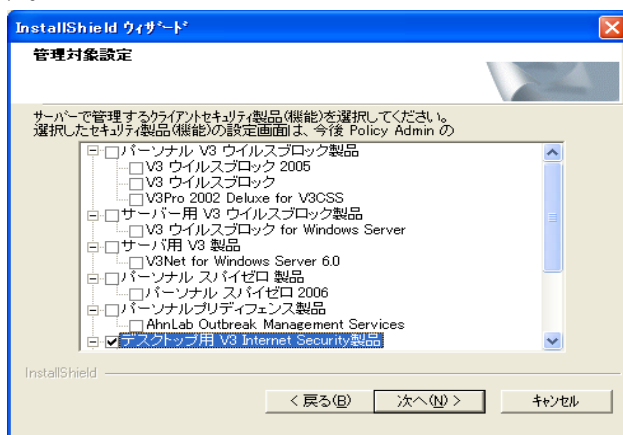 InstallShield ウィザード
管理対象設定
サーバーで管理するクライアントセキュリティ製品(機能)を選択してください。
選択したセキュリティ製品(機能)の設定画面は、今後 Policy Admin の
パーソナル V3 ウイルスブロック製品
V3 ウイルスブロック 2005
V3 ウイルスブロック
V3Pro 2002 Deluxe for V3CSS
サーバー用 V3 ウイルスブロック製品
V3 ウイルスブロック for Windows Server
サーバ用 V3 製品
V3Net for Windows Server 6.0
パーソナル スパイゼロ 製品
パーソナル スパイゼロ 2006
パーソナルプリディフェンス製品
AhnLab Outbreak Management Services
デスクトップ用 V3 Internet Security製品
InstallShield
< 戻る(B) 次へ(N) > キャンセル